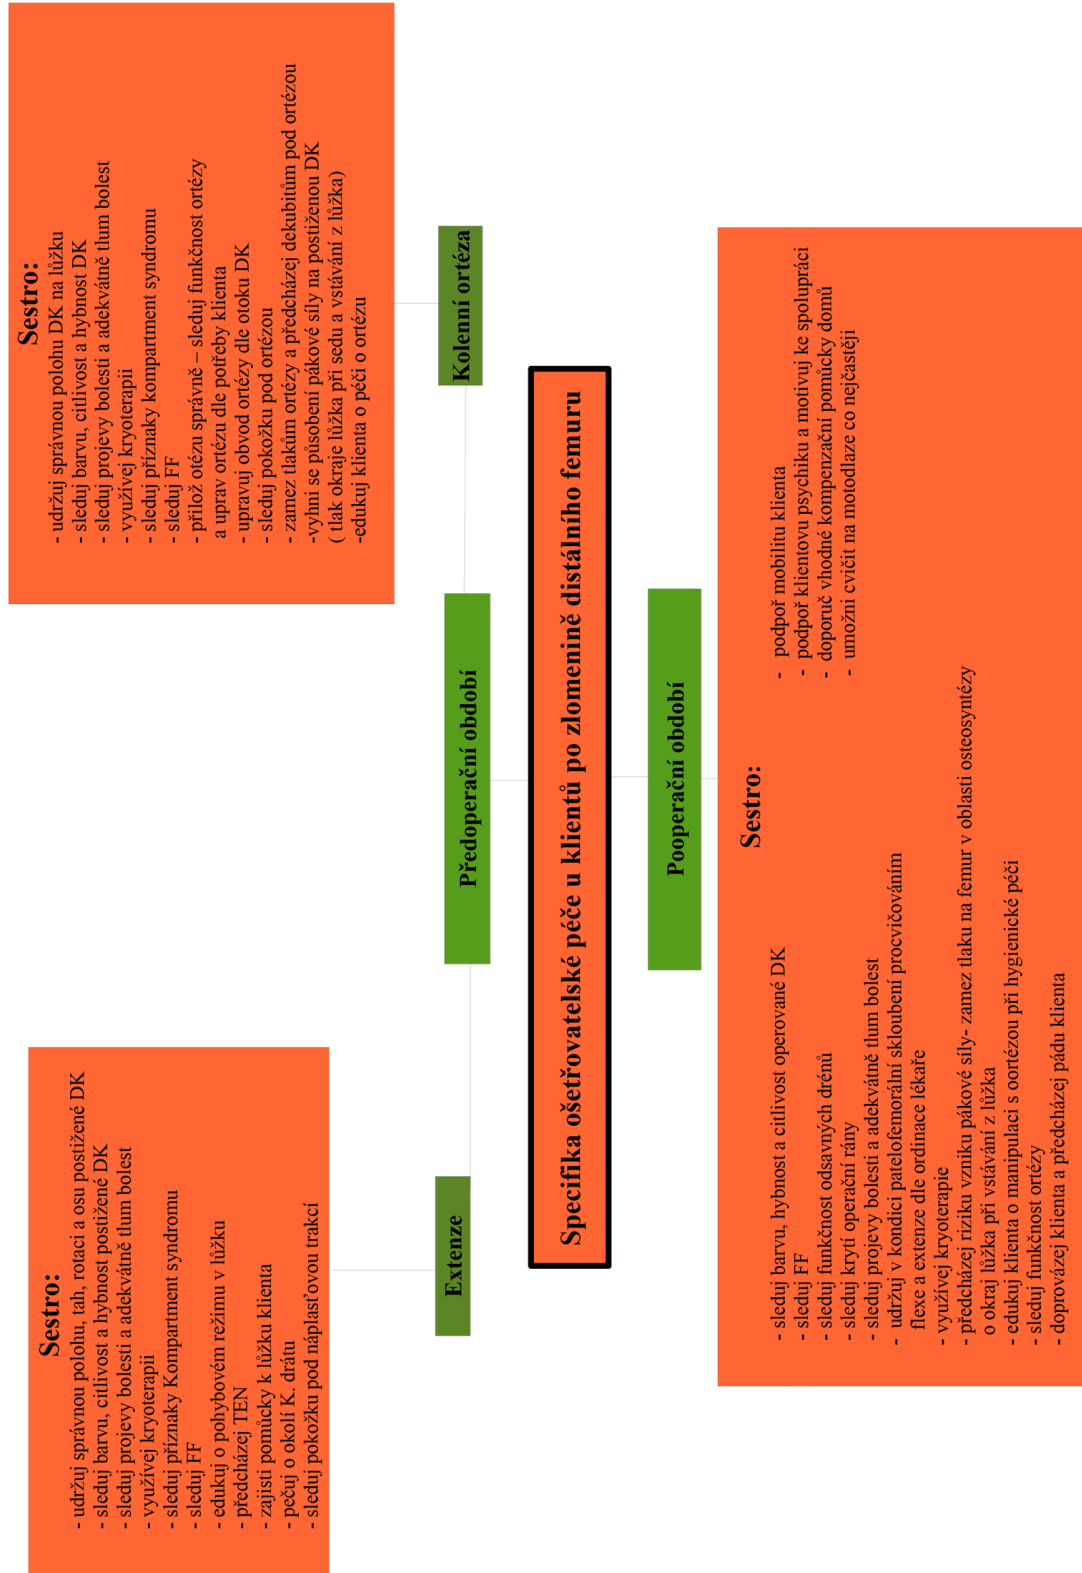 Sestro:
- udržuj správnou polohu, tah, rotaci a osu postižené DK
- sleduj barvu, citlivost a hybnost postižené DK
- sleduj projevy bolesti a adekvátně tlum bolest
- využívej kryoterapii
- sleduj příznaky Kompartment syndromu
- sleduj FF
- edukuj o pohybovém režimu v lůžku
- předcházej TEN
- zajisti pomůcky k lůžku klienta
- pečuj o okolí K. drátu
- sleduj pokožku pod náplasťovou trakcí
Sestro:
- udržuj správnou polohu DK na lůžku
- sleduj barvu, citlivost a hybnost DK
- sleduj projevy bolesti a adekvátně tlum bolest
- využívej kryoterapii
- sleduj příznaky kompartment syndromu
- sleduj FF
- přilož otézu správně – sleduj funkčnost ortézy
a uprav ortézu dle potřeby klienta
- upravuj obvod ortézy dle otoku DK
- sleduj pokožku pod ortézou
- zamez tlakům ortézy a předcházej dekubitům pod ortézou
-vyhni se působení pákové síly na postiženou DK
( tlak okraje lůžka při sedu a vstávání z lůžka)
-edukuj klienta o péči o ortézu
Extenze
Předoperační období
Kolenní ortéza
Specifika ošetřovatelské péče u klientů po zlomenině distálního femuru
Pooperační období
Sestro:
- sleduj barvu, hybnost a citlivost operované DK
- sleduj FF
- sleduj funkčnost odsavných drénů
- sleduj krytí operační rány
- sleduj projevy bolesti a adekvátně tlum bolest
- udržuj v kondici patelofemorální skloubení procvičováním
flexe a extenze dle ordinace lékaře
- využívej kryoterapie
- předcházej riziku vzniku pákové síly- zamez tlaku na femur v oblasti osteosyntézy
o okraj lůžka při vstávání z lůžka
- edukuj klienta o manipulaci s oortézou při hygienické péči
- sleduj funkčnost ortézy
- doprovázej klienta a předcházej pádu klienta
- podpoř mobilitu klienta
- podpoř klientovu psychiku a motivuj ke spolupráci
- doporuč vhodné kompenzační pomůcky domů
- umožni cvičit na motodlaze co nejčastěji